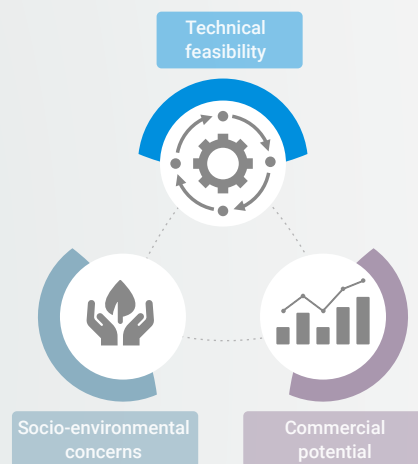 Technical
feasibility
Socio-environmental
concerns
Commercial
potential